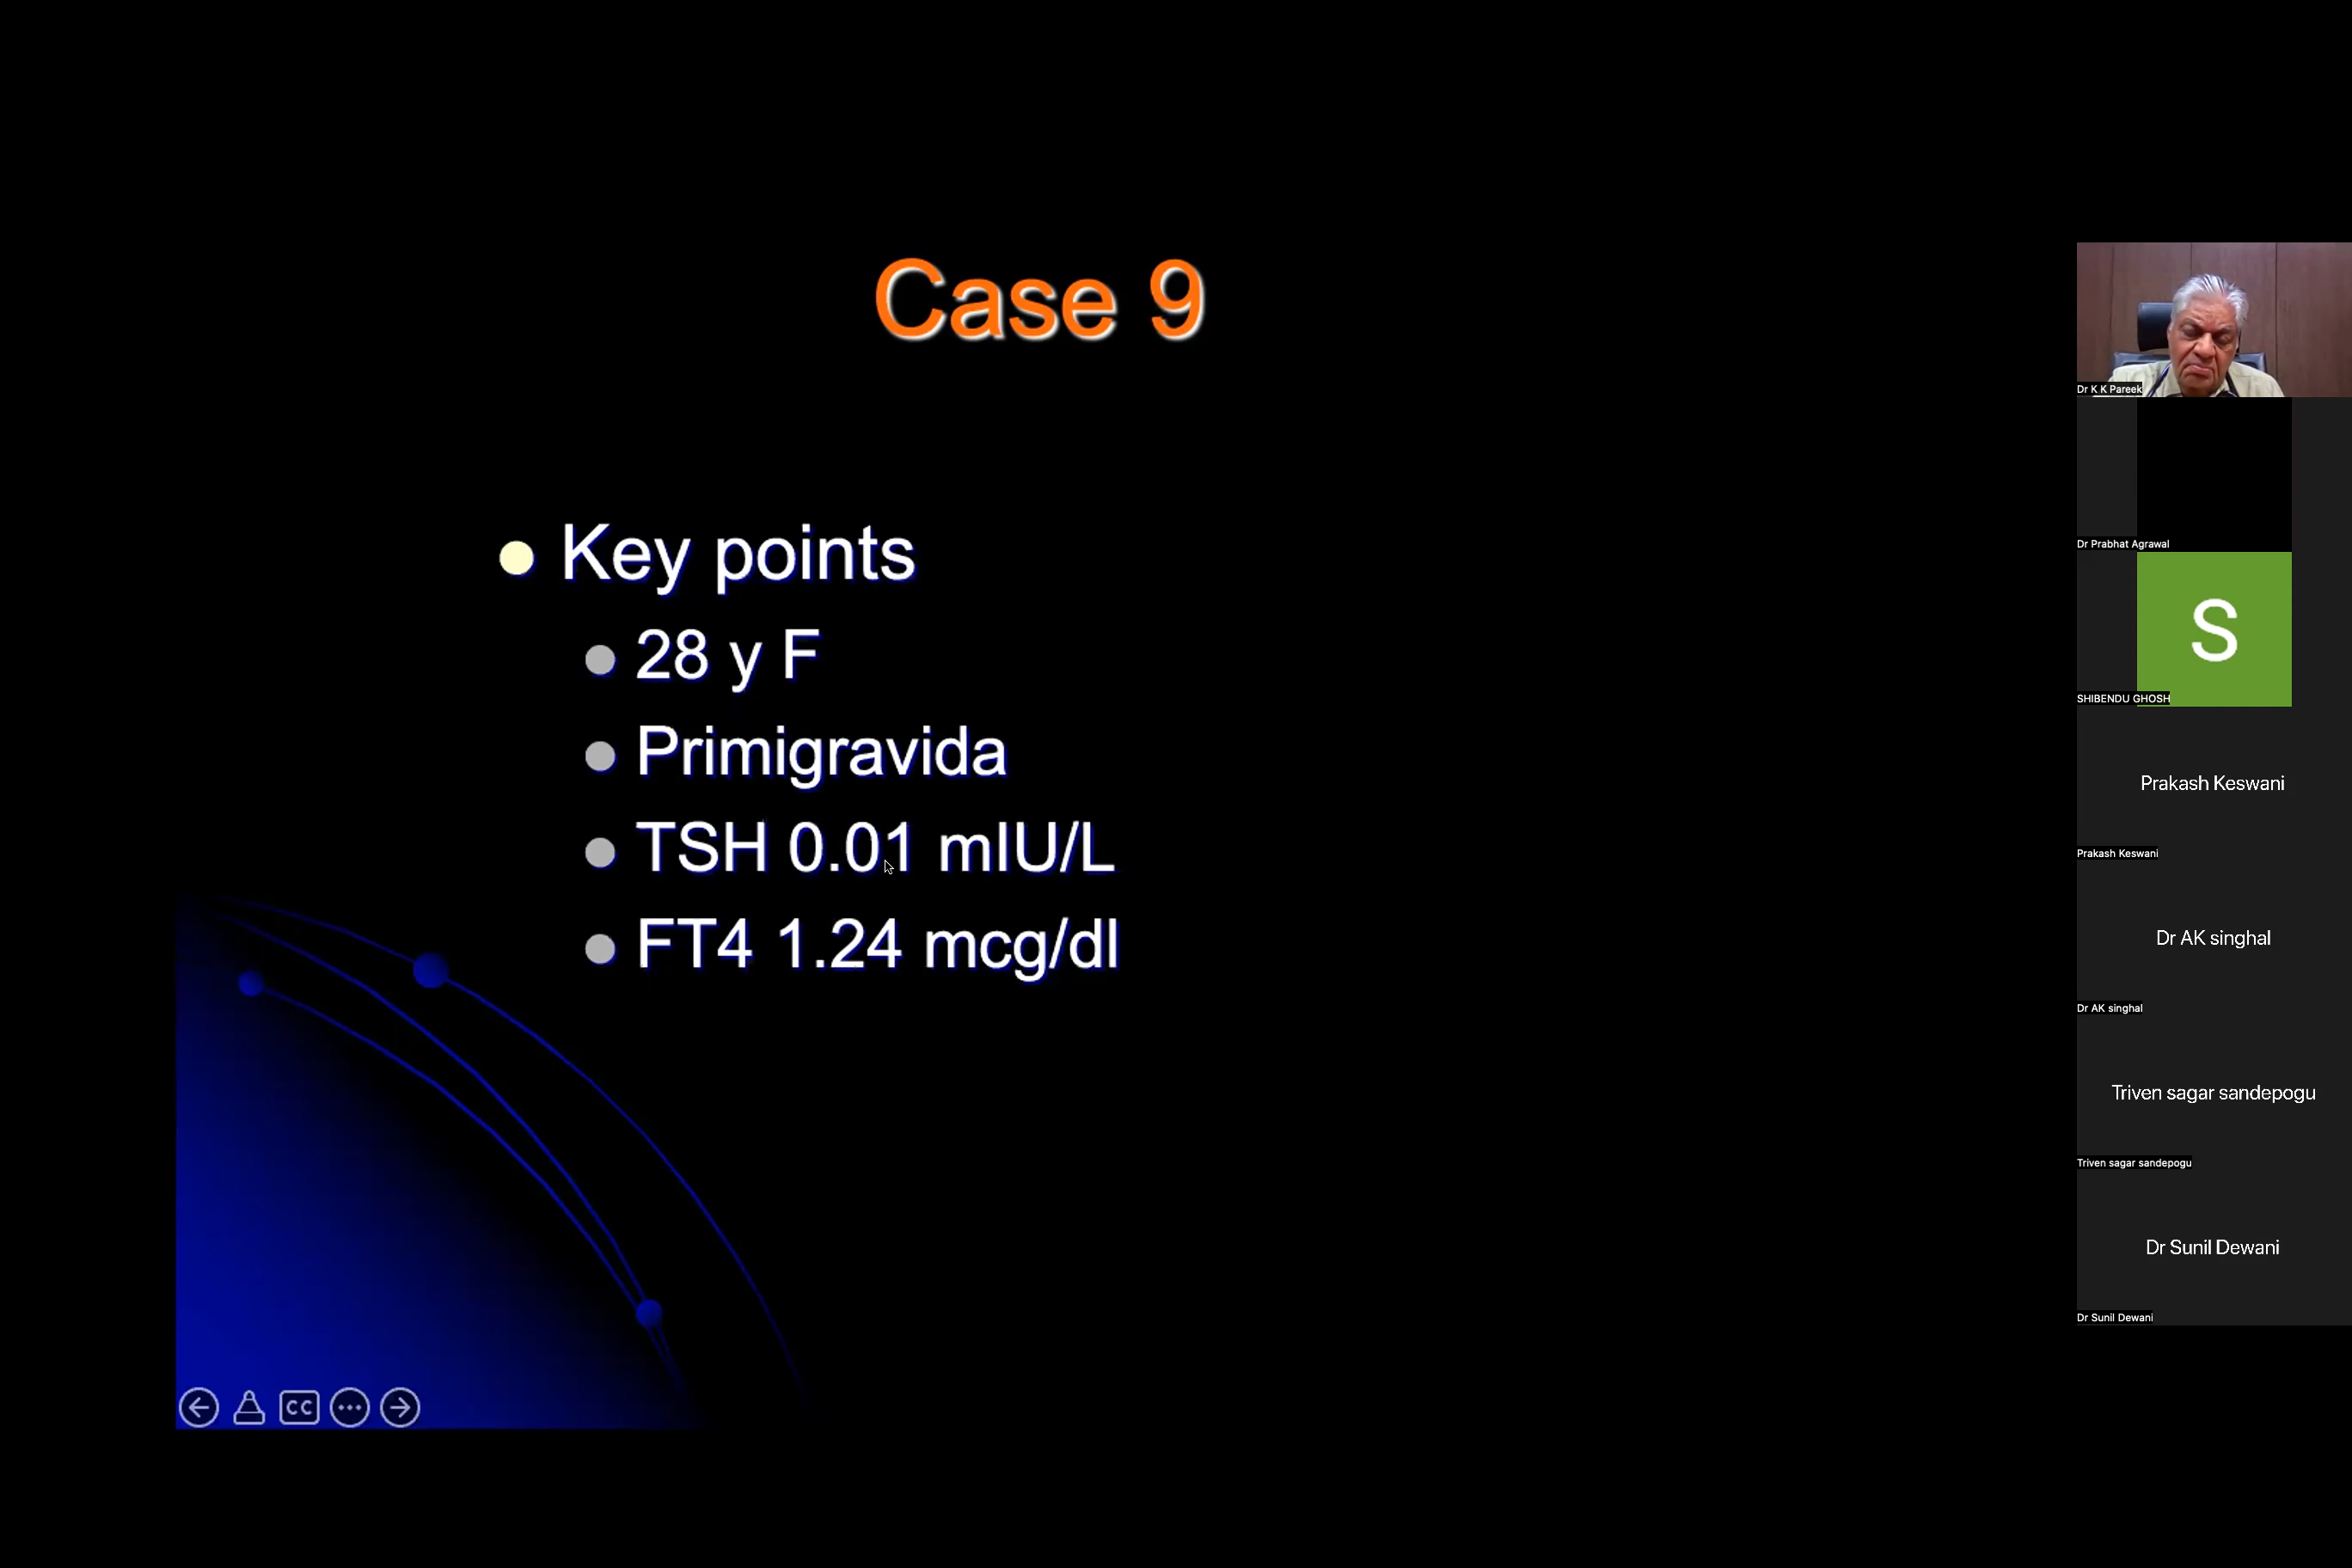 Case 9
Key points
28 y F
Primigravida
TSH 0.01 mIU/L
FT4 1.24 mcg/dl
CC
Dr K K Pareek
Dr Prabhat Agrawal
S
SHIBENDU GHOSH
Prakash Keswani
Prakash Keswani
Dr AK singhal
Dr AK singhal
Triven sagar sandepogu
Triven sagar sandepogu
Dr Sunil Dewani
Dr Sunil Dewani